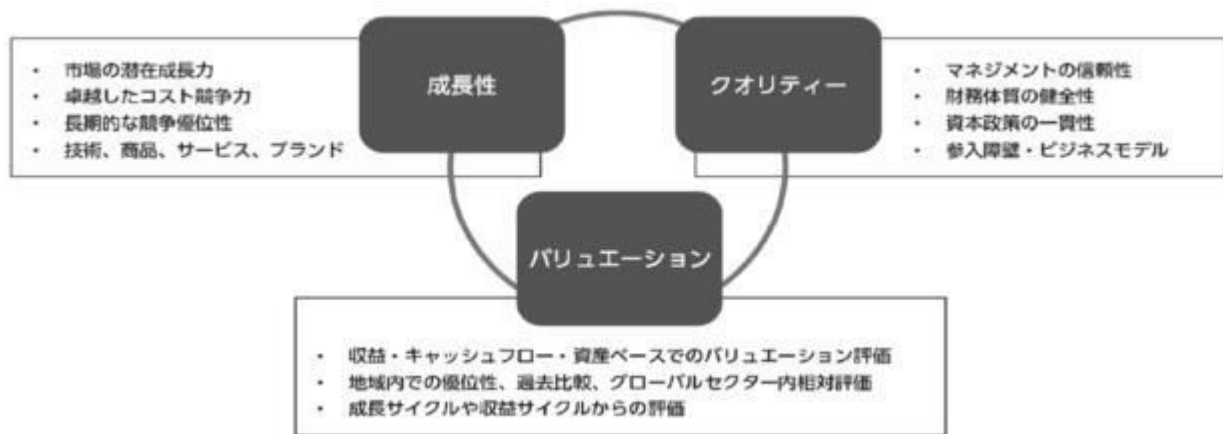 成長性
・ 市場の潜在成長力
・ 卓越したコスト競争力
・ 長期的な競争優位性
・ 技術、商品、サービス、ブランド
クオリティー
・ マネジメントの信頼性
・ 財務体質の健全性
・ 資本政策の一貫性
・ 参入障壁・ビジネスモデル
バリュエーション
・ 収益・キャッシュフロー・資産ベースでのバリュエーション評価
・ 地域内での優位性、過去比較、グローバルセクター内相対評価
・ 成長サイクルや収益サイクルからの評価